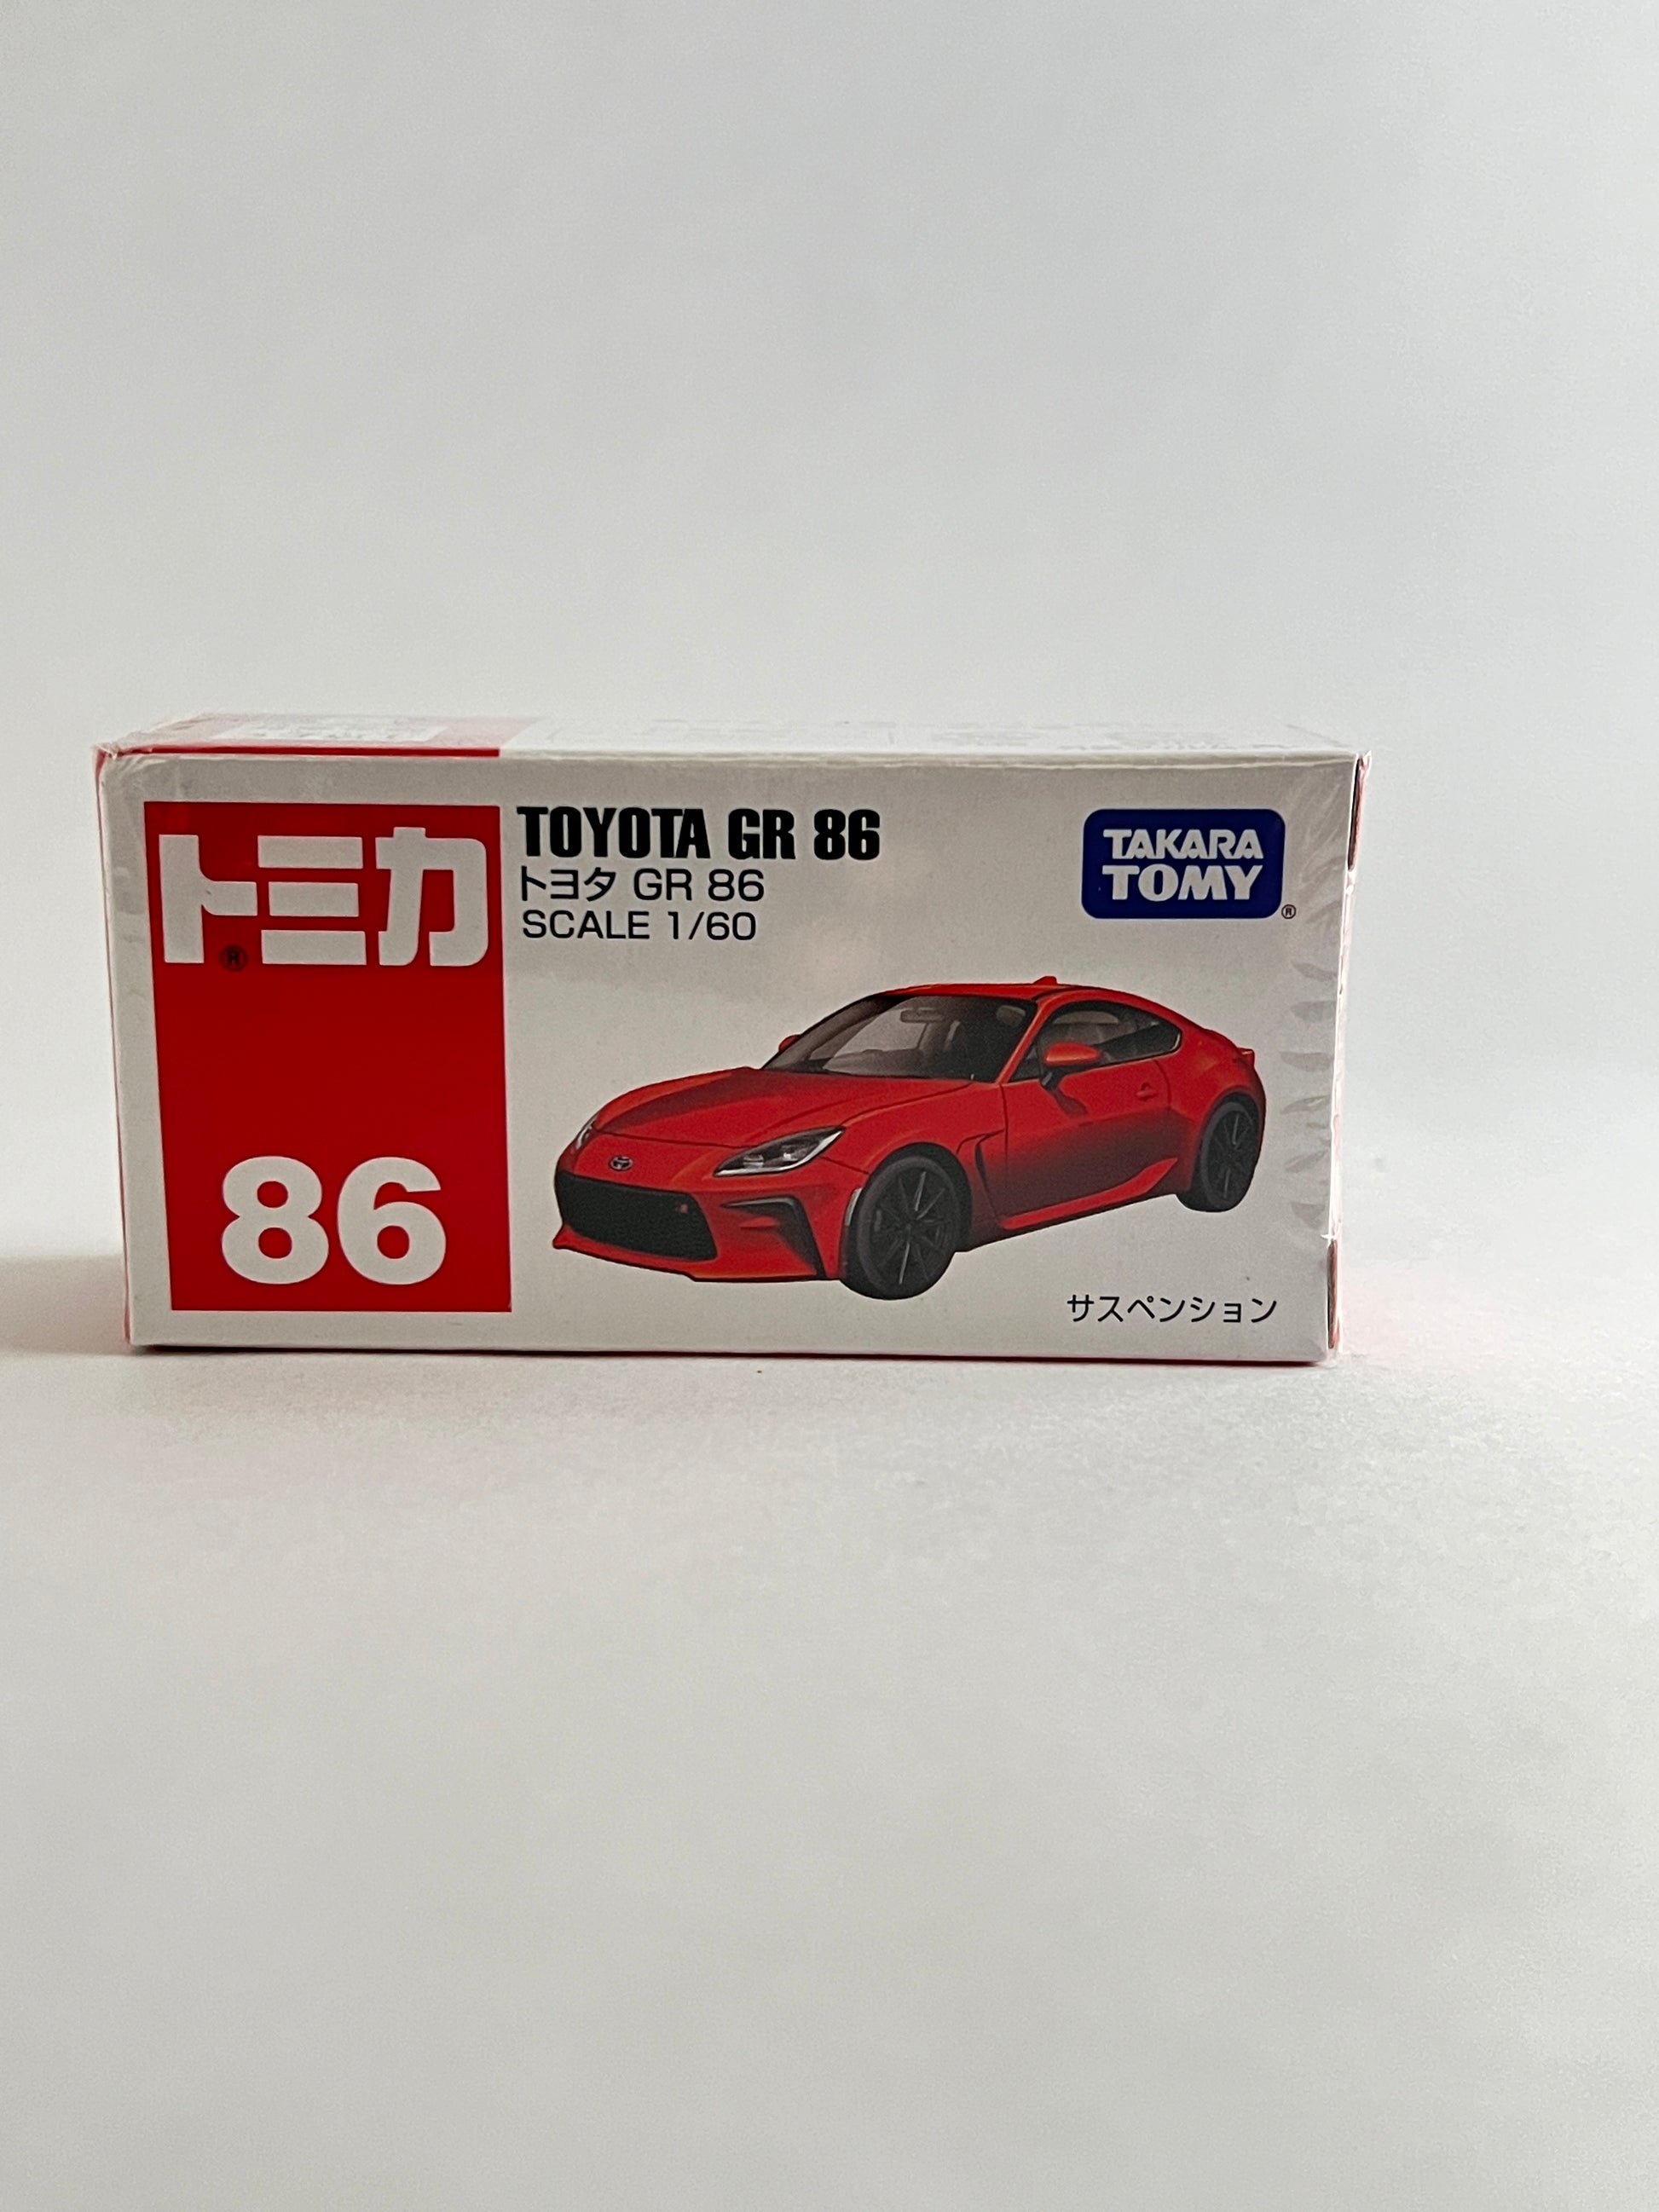 トミカ
®
86
TOYOTA GR 86
トヨタ GR 86
SCALE 1/60
TAKARA
TOMY
®
サスペンション